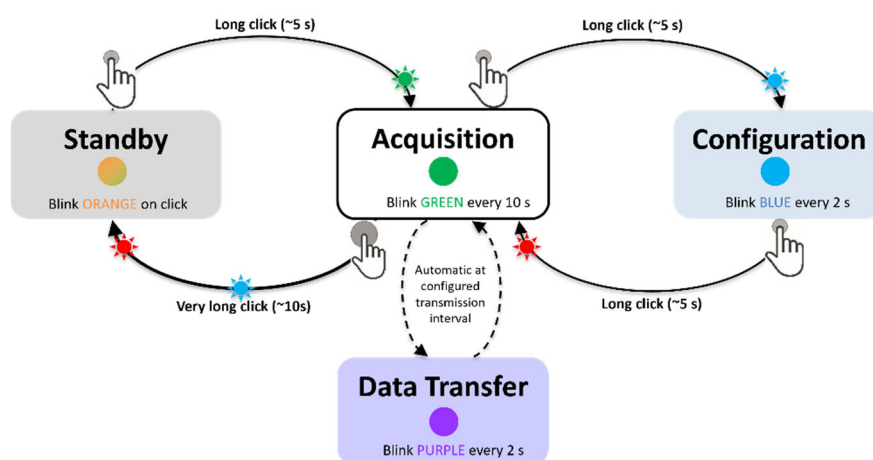 Long click (~5 s)
Long click (~5 s)
Standby
Blink ORANGE on click
Acquisition
Blink GREEN every 10 s
Configuration
Blink BLUE every 2 s
Automatic at
configured
transmission
interval
Very long click (~10s)
Long click (~5 s)
Data Transfer
Blink PURPLE every 2 s